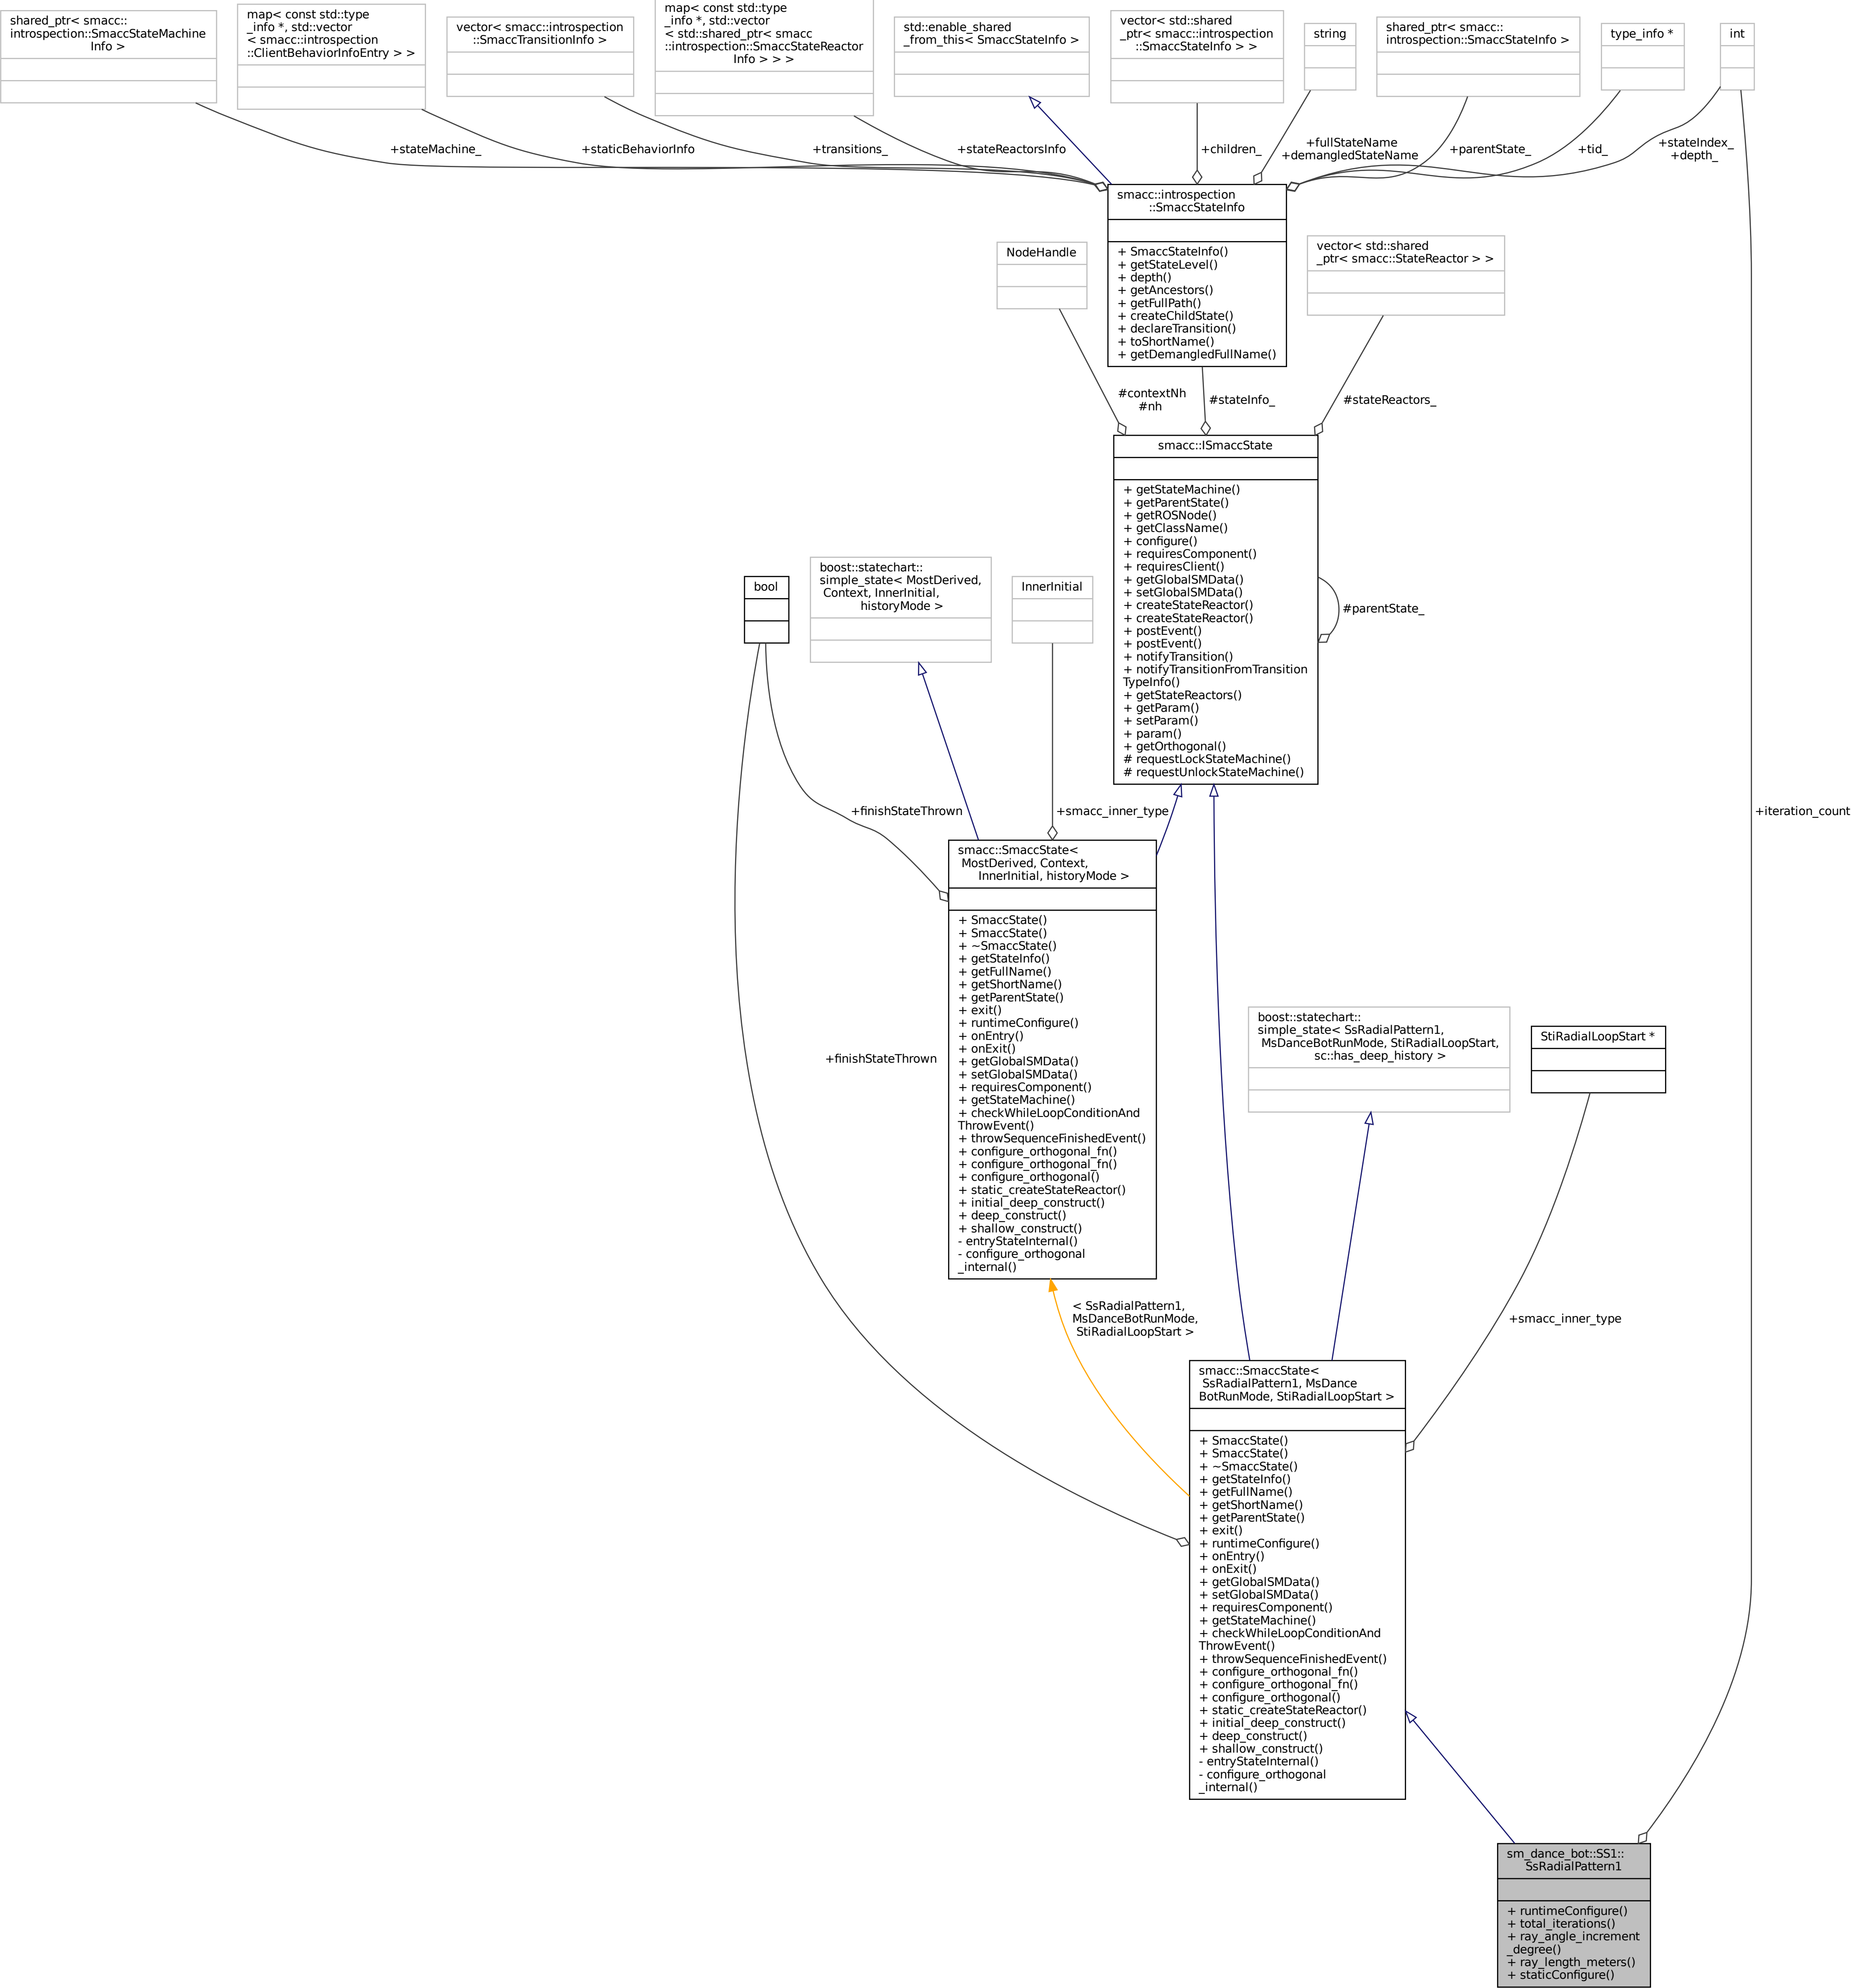 shared_ptr< smacc::
introspection::SmaccStateMachine
Info >
map< const std::type
_info *, std::vector
< smacc::introspection
::ClientBehaviorInfoEntry > >
vector< smacc::introspection
::SmaccTransitionInfo >
map< const std::type
_info *, std::vector
< std::shared_ptr< smacc
::introspection::SmaccStateReactor
Info > > >
std::enable_shared
_from_this< SmaccStateInfo >
vector< std::shared
_ptr< smacc::introspection
::SmaccStateInfo > >
string
shared_ptr< smacc::
introspection::SmaccStateInfo >
type_info *
int
+stateMachine_
+staticBehaviorInfo
+transitions_
+stateReactorsInfo
+children_
+fullStateName
+demangledStateName
+parentState_
+tid_
+stateIndex_
+depth_
smacc::introspection
::SmaccStateInfo
+ SmaccStateInfo()
+ getStateLevel()
+ depth()
+ getAncestors()
+ getFullPath()
+ createChildState()
+ declareTransition()
+ toShortName()
+ getDemangledFullName()
NodeHandle
vector< std::shared
_ptr< smacc::StateReactor > >
#contextNh
#nh
#stateInfo_
#stateReactors_
smacc::ISmaccState
+ getStateMachine()
+ getParentState()
+ getROSNode()
+ getClassName()
+ configure()
+ requiresComponent()
+ requiresClient()
+ getGlobalSMData()
+ setGlobalSMData()
+ createStateReactor()
+ createStateReactor()
+ postEvent()
+ postEvent()
+ notifyTransition()
+ notifyTransitionFromTransition
TypeInfo()
+ getStateReactors()
+ getParam()
+ setParam()
+ param()
+ getOrthogonal()
# requestLockStateMachine()
# requestUnlockStateMachine()
#parentState_
bool
boost::statechart::
simple_state< MostDerived,
Context, InnerInitial,
historyMode >
InnerInitial
+finishStateThrown
+smacc_inner_type
+iteration_count
smacc::SmaccState<
MostDerived, Context,
InnerInitial, historyMode >
+ SmaccState()
+ SmaccState()
+ ~SmaccState()
+ getStateInfo()
+ getFullName()
+ getShortName()
+ getParentState()
+ exit()
+ runtimeConfigure()
+ onEntry()
+ onExit()
+ getGlobalSMData()
+ setGlobalSMData()
+ requiresComponent()
+ getStateMachine()
+ checkWhileLoopConditionAnd
ThrowEvent()
+ throwSequenceFinishedEvent()
+ configure_orthogonal_fn()
+ configure_orthogonal_fn()
+ configure_orthogonal()
+ static_createStateReactor()
+ initial_deep_construct()
+ deep_construct()
+ shallow_construct()
- entryStateInternal()
- configure_orthogonal
_internal()
+finishStateThrown
boost::statechart::
simple_state< SsRadialPattern1,
MsDanceBotRunMode, StiRadialLoopStart,
sc::has_deep_history >
StiRadialLoopStart *
< SsRadialPattern1,
MsDanceBotRunMode,
StiRadialLoopStart >
+smacc_inner_type
smacc::SmaccState<
SsRadialPattern1, MsDance
BotRunMode, StiRadialLoopStart >
+ SmaccState()
+ SmaccState()
+ ~SmaccState()
+ getStateInfo()
+ getFullName()
+ getShortName()
+ getParentState()
+ exit()
+ runtimeConfigure()
+ onEntry()
+ onExit()
+ getGlobalSMData()
+ setGlobalSMData()
+ requiresComponent()
+ getStateMachine()
+ checkWhileLoopConditionAnd
ThrowEvent()
+ throwSequenceFinishedEvent()
+ configure_orthogonal_fn()
+ configure_orthogonal_fn()
+ configure_orthogonal()
+ static_createStateReactor()
+ initial_deep_construct()
+ deep_construct()
+ shallow_construct()
- entryStateInternal()
- configure_orthogonal
_internal()
sm_dance_bot::SS1::
SsRadialPattern1
+ runtimeConfigure()
+ total_iterations()
+ ray_angle_increment
_degree()
+ ray_length_meters()
+ staticConfigure()